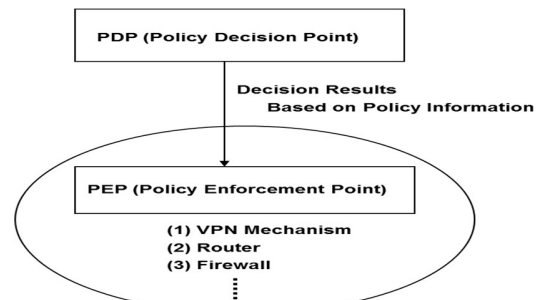 PDP (Policy Decision Point)
Decision Results
Based on Policy Information
PEP (Policy Enforcement Point)
(1) VPN Mechanism
(2) Router
(3) Firewall